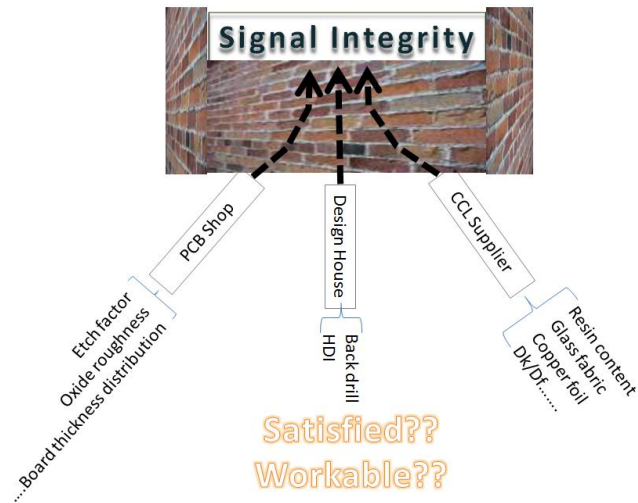 Signal Integrity
PCB Shop
Etch factor
Oxide roughness
....Board thickness distribution
Design House
Back drill
HDI
CCL Supplier
Resin content
Glass fabric
Copper foil
Dk/Df.......
Satisfied??
Workable??